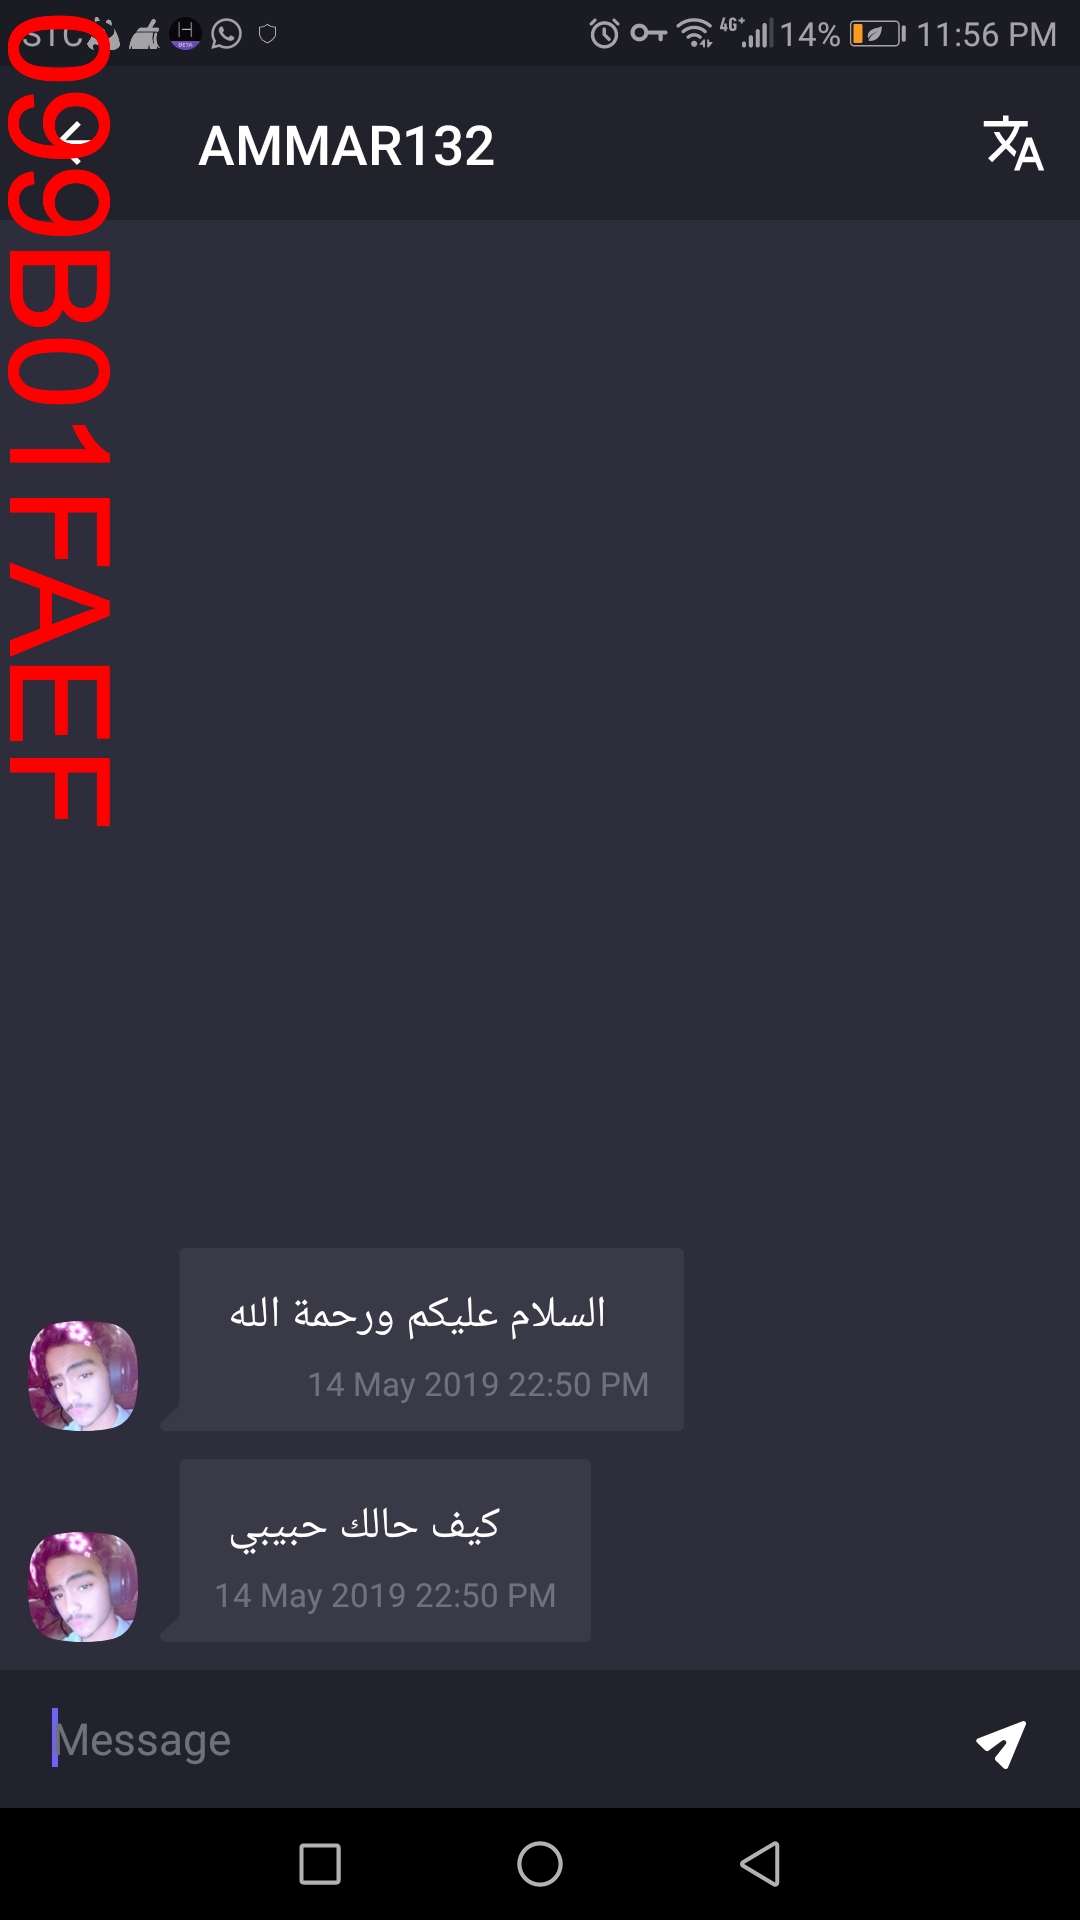 STC 4G+ 14% 11:56 PM
099B01FAEF
AMMAR132
السلام عليكم ورحمة الله
14 May 2019 22:50 PM
كيف حالك حبيبي
14 May 2019 22:50 PM
Message